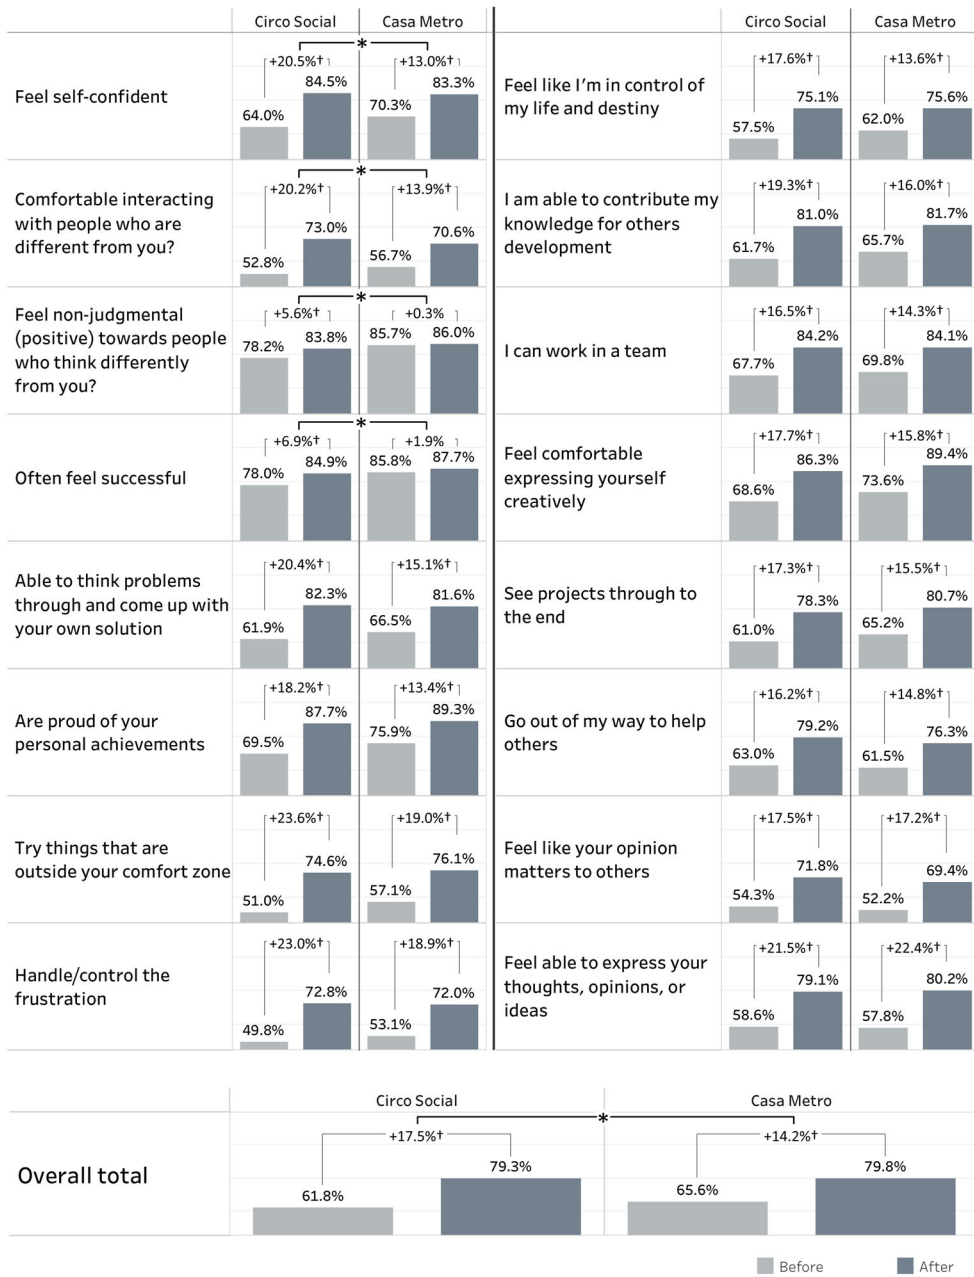 Circo Social Casa Metro Circo Social Casa Metro
*
+20.5%† +13.0%†
84.5% 83.3%
Feel self-confident
64.0% 70.3%
+17.6%† +13.6%†
Feel like I'm in control of
my life and destiny
75.1% 75.6%
57.5% 62.0%
*
+20.2%† +13.9%†
Comfortable interacting
with people who are
different from you?
73.0% 70.6%
52.8% 56.7%
+19.3%† +16.0%†
I am able to contribute my
knowledge for others
development
81.0% 81.7%
61.7% 65.7%
*
+5.6%† +0.3%
Feel non-judgmental
(positive) towards people
who think differently
from you?
78.2% 83.8% 85.7% 86.0%
+16.5%† +14.3%†
84.2% 84.1%
I can work in a team
67.7% 69.8%
*
+6.9%† +1.9%
78.0% 84.9% 85.8% 87.7%
Often feel successful
+17.7%† +15.8%†
Feel comfortable
expressing yourself
creatively
86.3% 89.4%
68.6% 73.6%
+20.4%† +15.1%†
Able to think problems
through and come up with
your own solution
82.3% 81.6%
61.9% 66.5%
+17.3%† +15.5%†
See projects through to
the end
78.3% 80.7%
61.0% 65.2%
+18.2%† +13.4%†
87.7% 89.3%
Are proud of your
personal achievements
69.5% 75.9%
+16.2%† +14.8%†
Go out of my way to help
others
79.2% 76.3%
63.0% 61.5%
+23.6%† +19.0%†
Try things that are
outside your comfort zone
74.6% 76.1%
51.0% 57.1%
+17.5%† +17.2%†
Feel like your opinion
matters to others
71.8% 69.4%
54.3% 52.2%
+23.0%† +18.9%†
Handle/control the
frustration
72.8% 72.0%
49.8% 53.1%
+21.5%† +22.4%†
Feel able to express your
thoughts, opinions, or
ideas
79.1% 80.2%
58.6% 57.8%
Circo Social Casa Metro
*
+17.5%† +14.2%†
79.3% 79.8%
Overall total
61.8% 65.6%
Before After